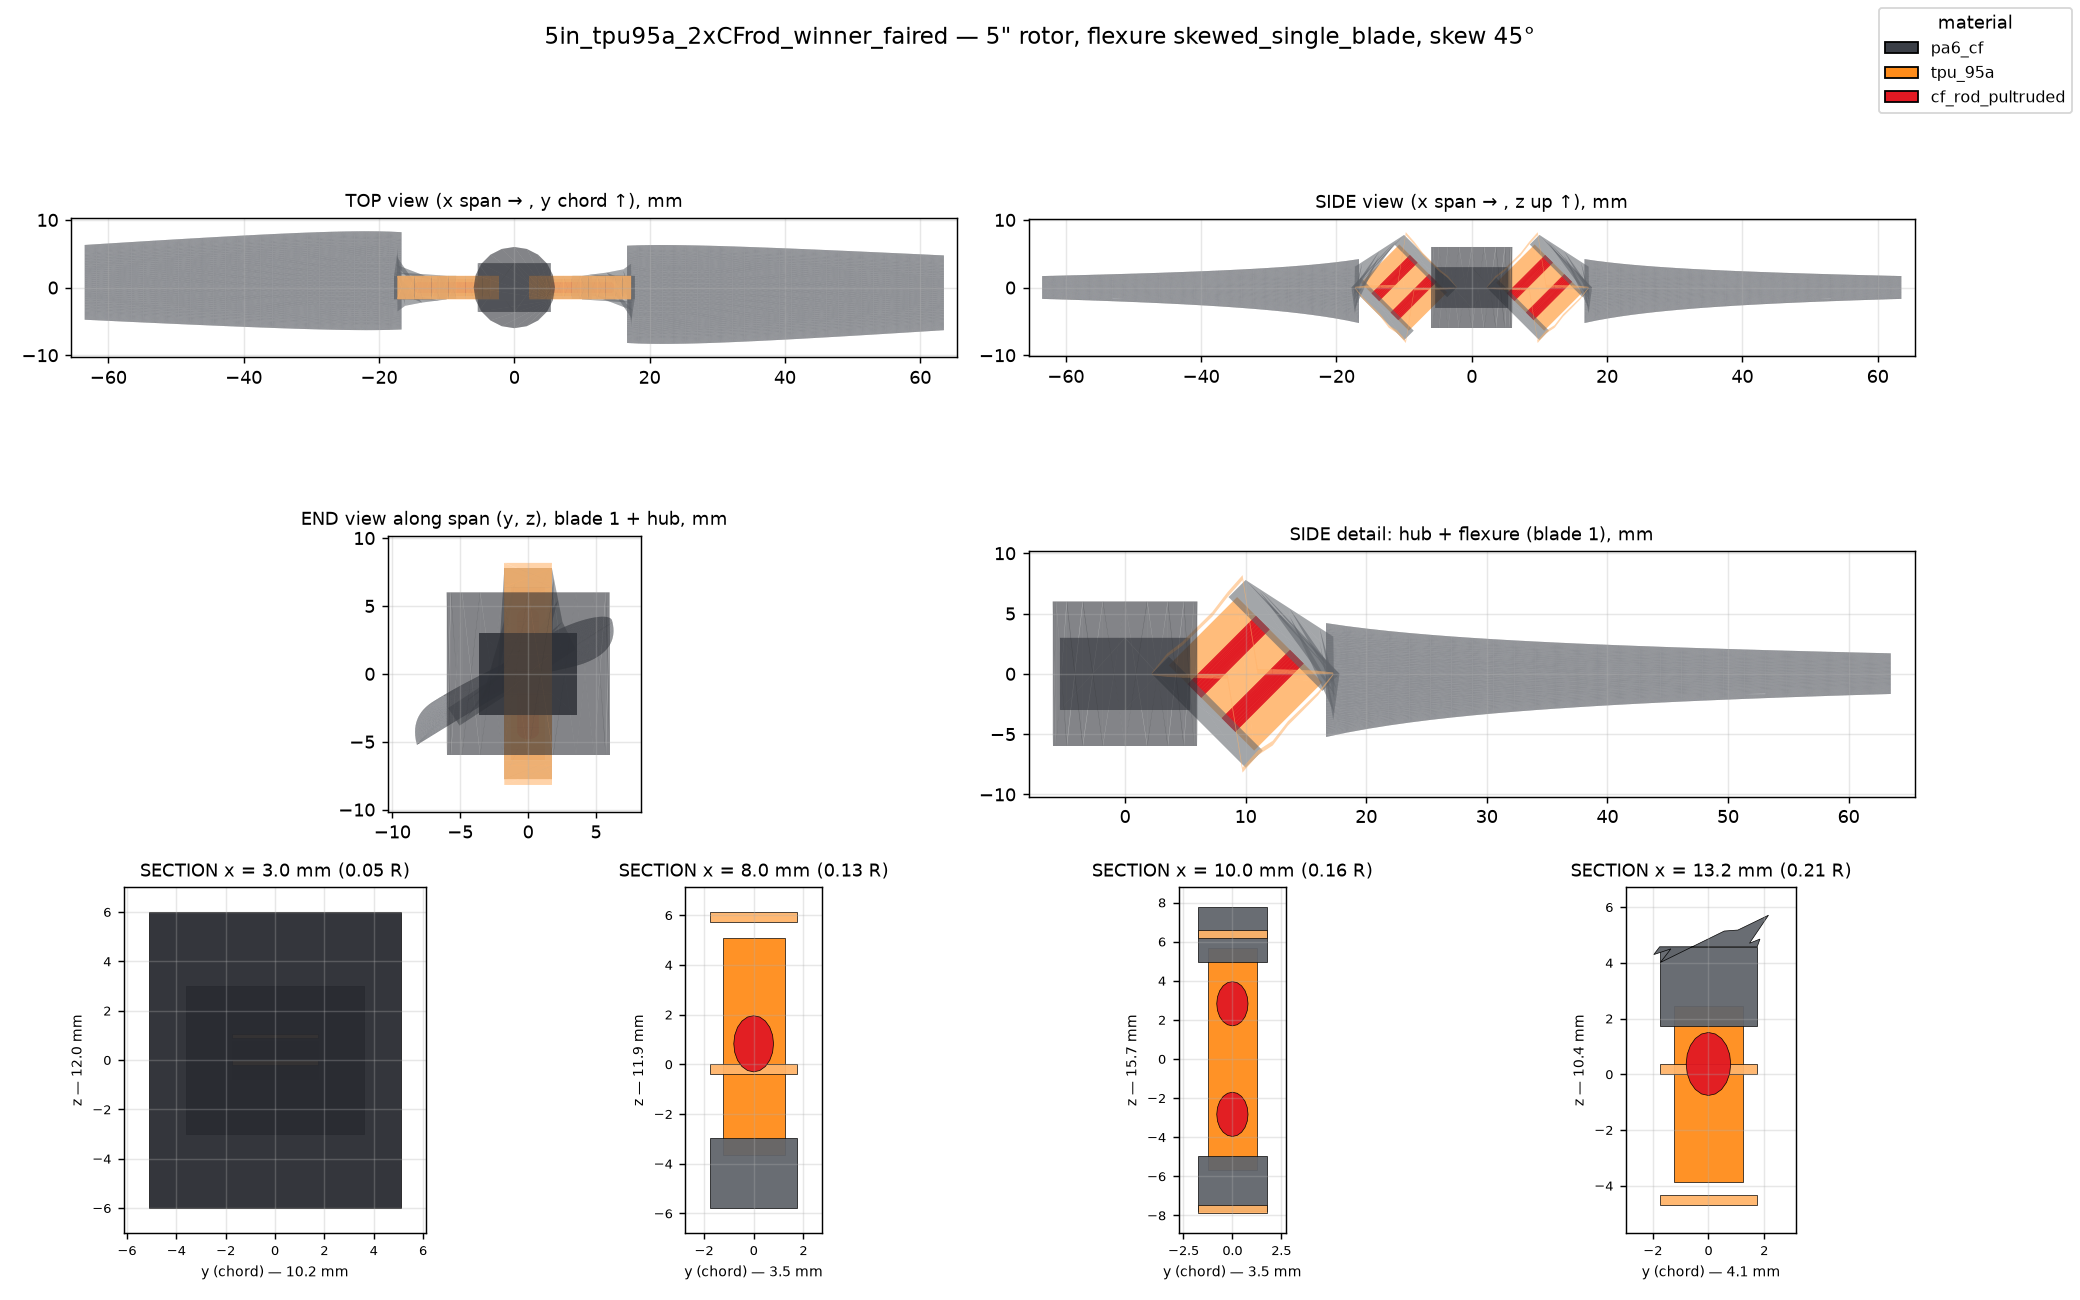 5in_tpu95a_2xCFrod_winner_faired — 5" rotor, flexure skewed_single_blade, skew 45°
material
pa6_cf
tpu_95a
cf_rod_pultruded
TOP view (x span → , y chord ↑), mm
10
0
−10
−60 −40 −20 0 20 40 60
SIDE view (x span → , z up ↑), mm
10
5
0
−5
−10
−60 −40 −20 0 20 40 60
END view along span (y, z), blade 1 + hub, mm
10
5
0
−5
−10
−10 −5 0 5
SIDE detail: hub + flexure (blade 1), mm
10
5
0
−5
−10
0 10 20 30 40 50 60
SECTION x = 3.0 mm (0.05 R)
z — 12.0 mm
6
4
2
0
−2
−4
−6
−6 −4 −2 0 2 4 6
y (chord) — 10.2 mm
SECTION x = 8.0 mm (0.13 R)
z — 11.9 mm
6
4
2
0
−2
−4
−6
−2 0 2
y (chord) — 3.5 mm
SECTION x = 10.0 mm (0.16 R)
z — 15.7 mm
8
6
4
2
0
−2
−4
−6
−8
−2.5 0.0 2.5
y (chord) — 3.5 mm
SECTION x = 13.2 mm (0.21 R)
z — 10.4 mm
6
4
2
0
−2
−4
−2 0 2
y (chord) — 4.1 mm